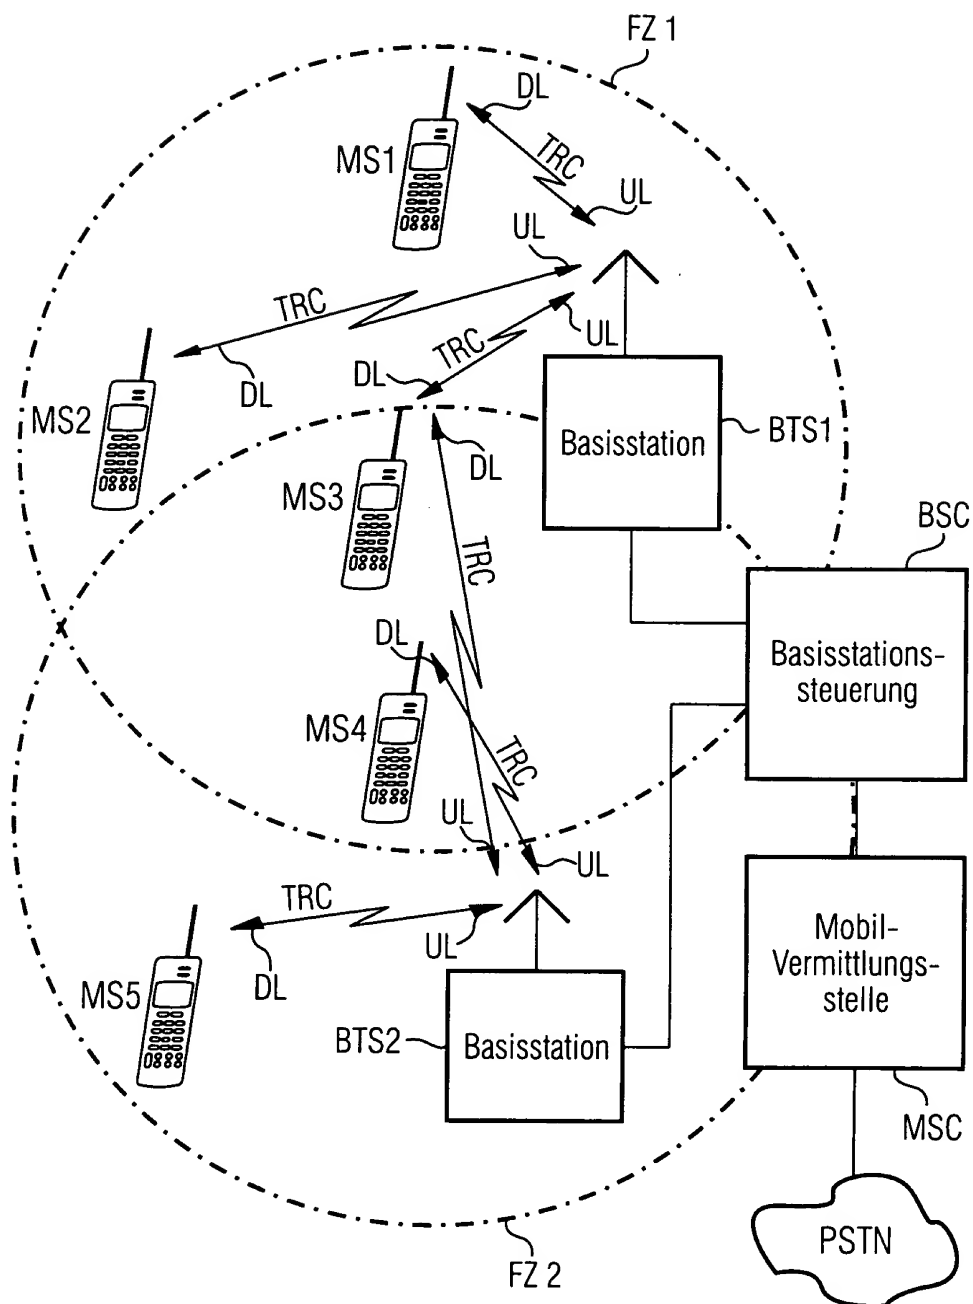 FZ 1
DL
MS1
TRC
UL
UL
TRC
UL
TRC
DL
DL
MS2
BTS1
Basisstation
DL
MS3
BSC
TRC
DL
Basisstations-
steuerung
MS4
TRC
UL
UL
TRC
Mobil-
Vermittlungs-
stelle
UL
DL
MS5
BTS2
Basisstation
MSC
PSTN
FZ 2